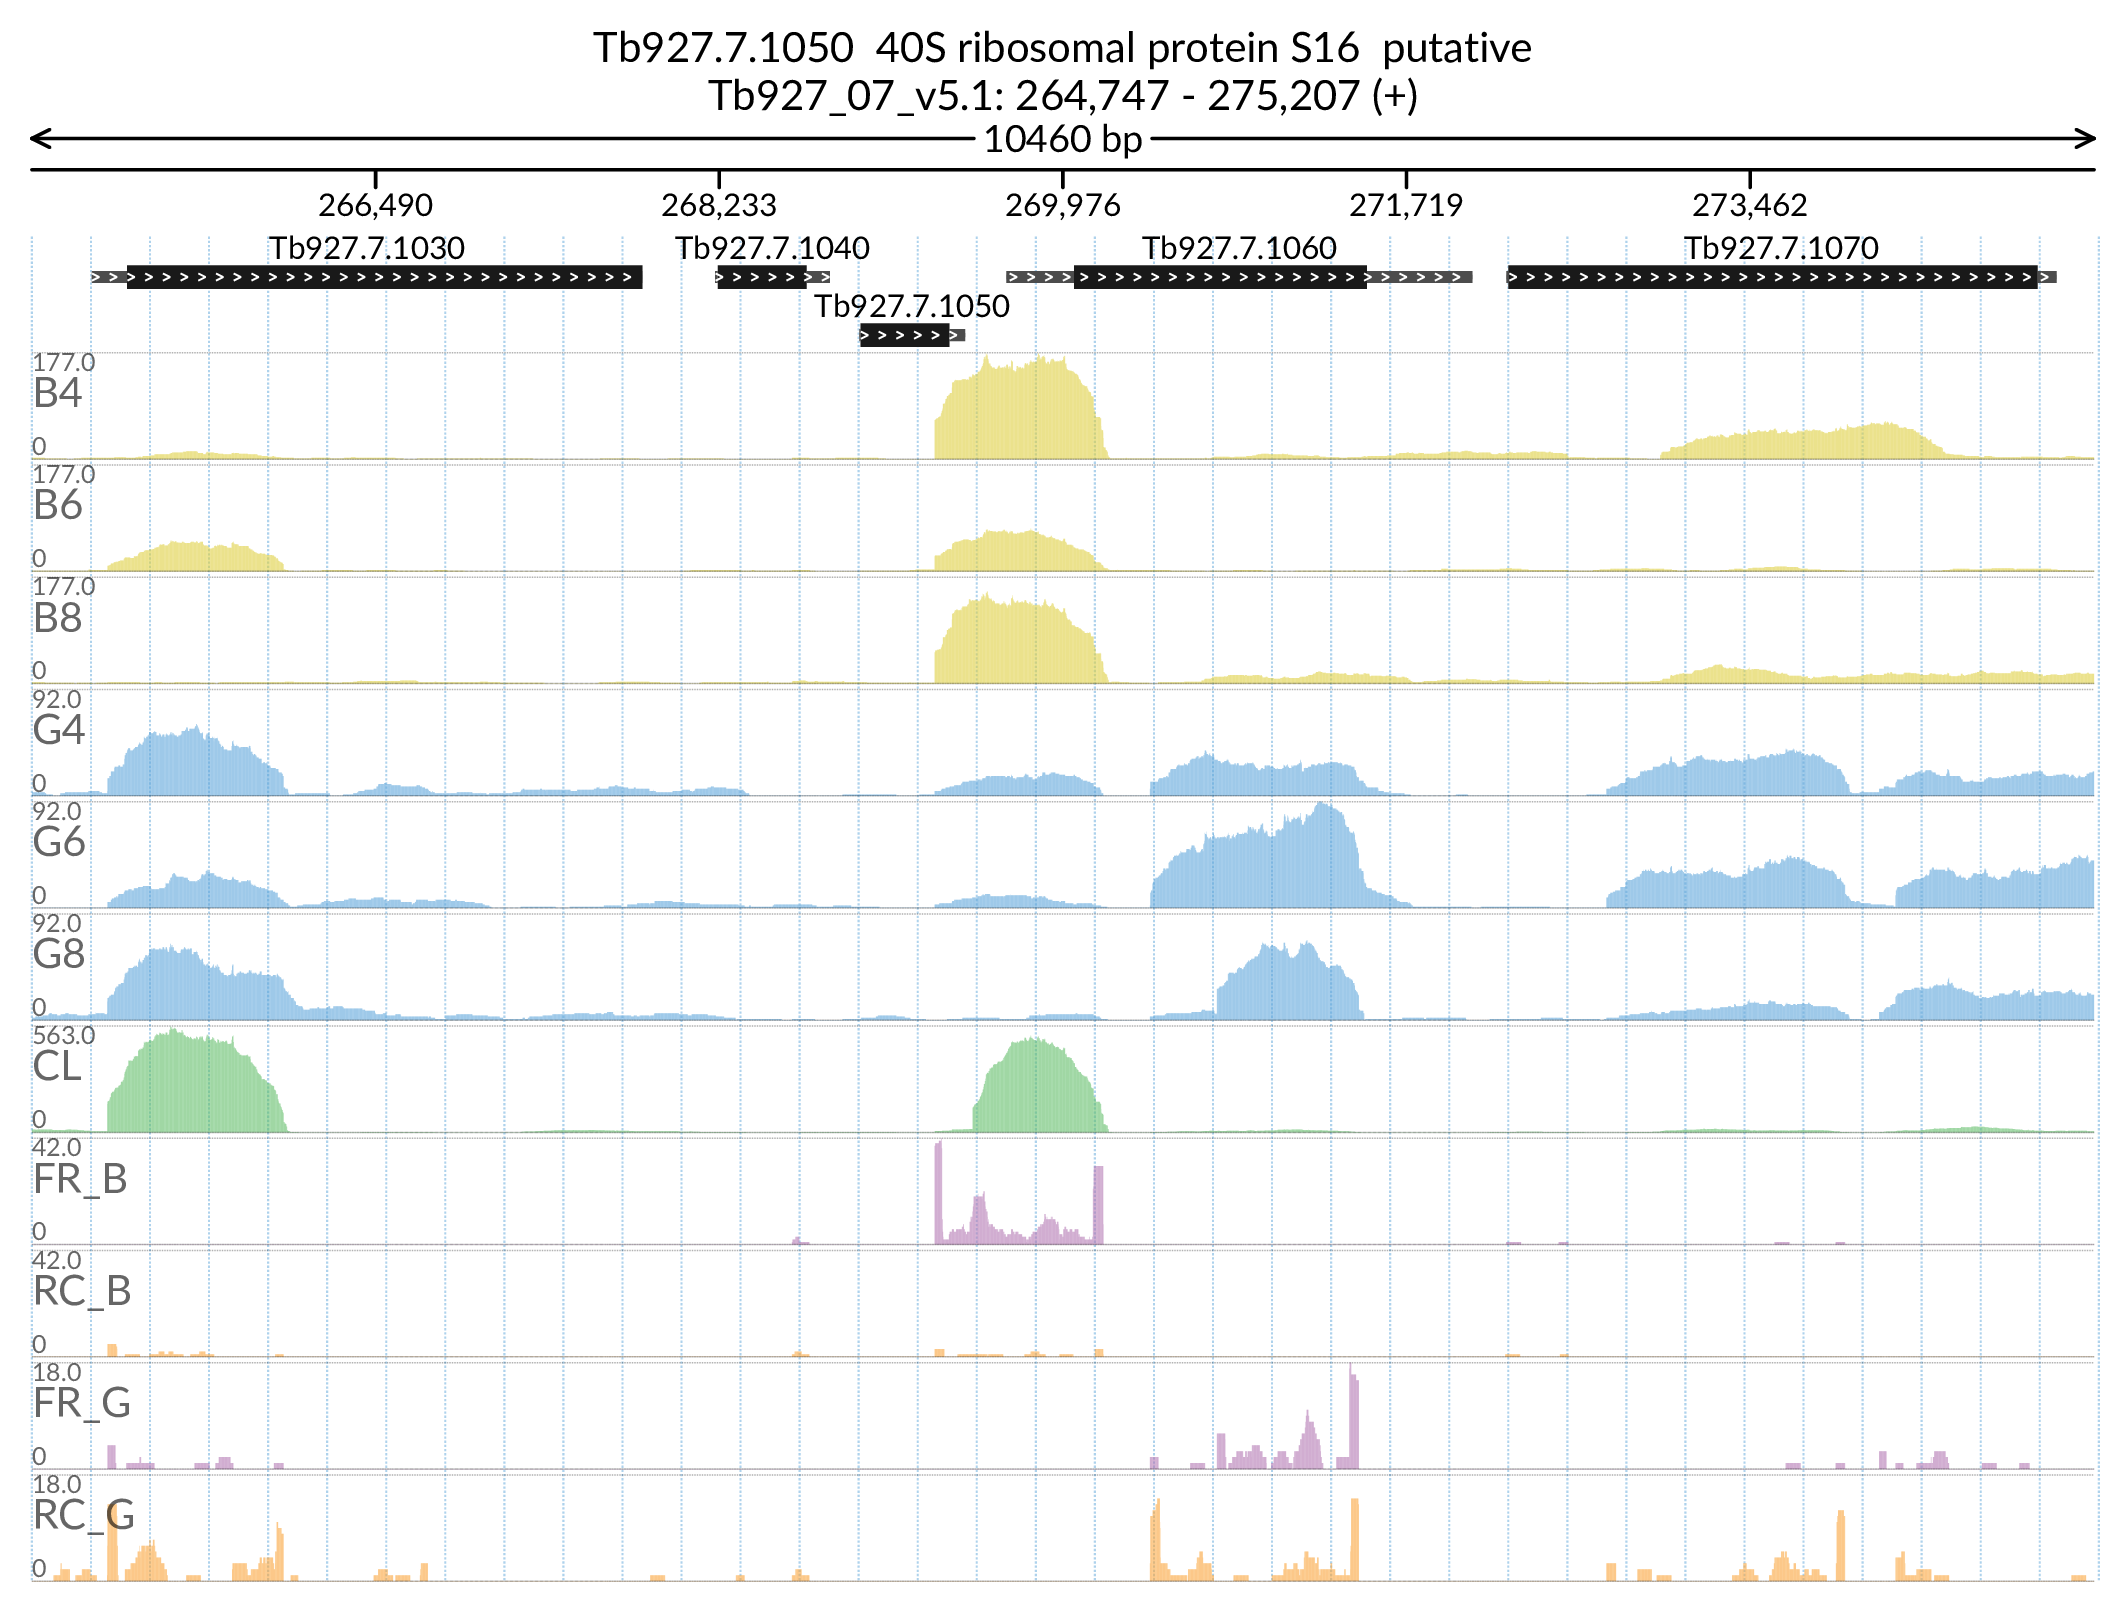 Tb927.7.1050  40S ribosomal protein S16  putative
Tb927_07_v5.1: 264,747 - 275,207 (+)
10460 bp
266,490 268,233 269,976 271,719 273,462
Tb927.7.1030 Tb927.7.1040 Tb927.7.1060 Tb927.7.1070
Tb927.7.1050
177.0
B4
0
177.0
B6
0
177.0
B8
0
92.0
G4
0
92.0
G6
0
92.0
G8
0
563.0
CL
0
42.0
FR_B
0
42.0
RC_B
0
18.0
FR_G
0
18.0
RC_G
0